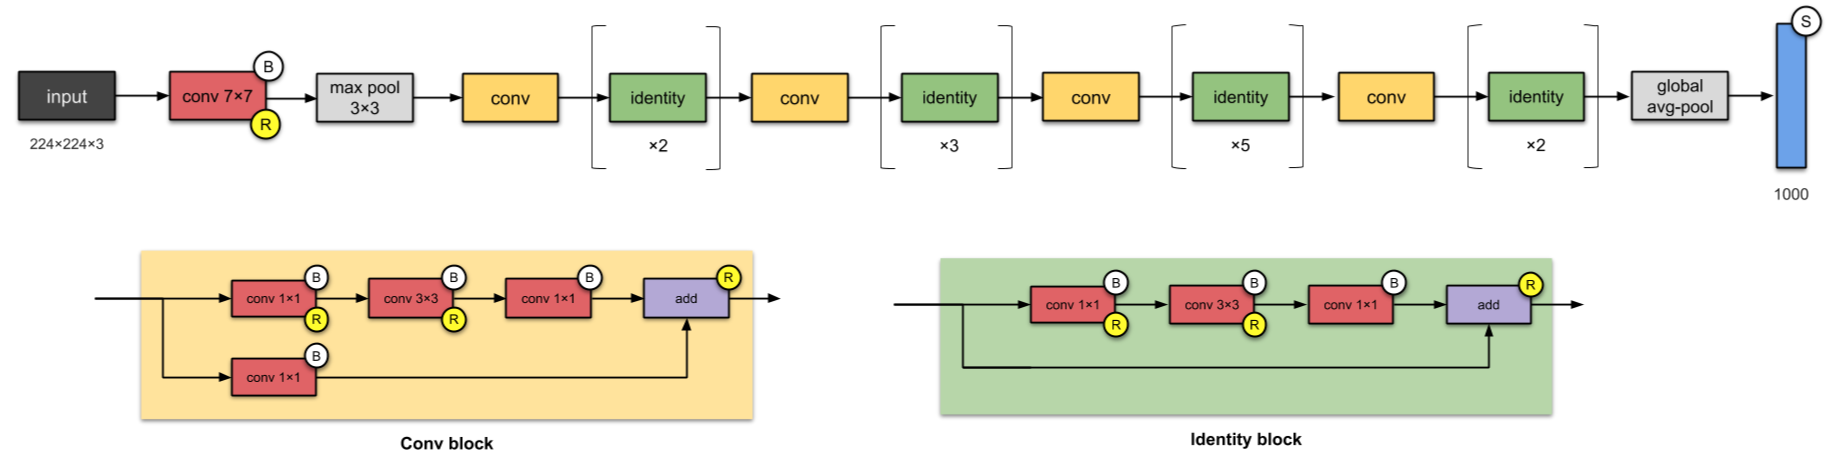 input
224×224×3
conv 7×7
B
R
max pool
3×3
conv
identity
×2
conv
identity
×3
conv
identity
×5
conv
identity
×2
global
avg-pool
S
1000
conv 1×1
B
R
conv 3×3
B
R
conv 1×1
B
add
R
conv 1×1
B
Conv block
conv 1×1
B
R
conv 3×3
B
R
conv 1×1
B
add
R
Identity block